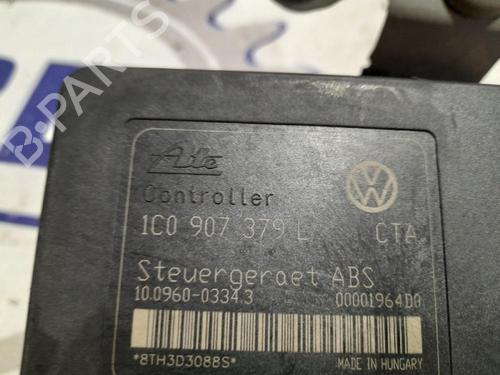 B-PARTS
Ate
Controller
1C0 907 379 L
CTA
Steuergeraet ABS
10.0960-0334.3
00001964D0
*8TH3D3088S*
MADE IN HUNGARY